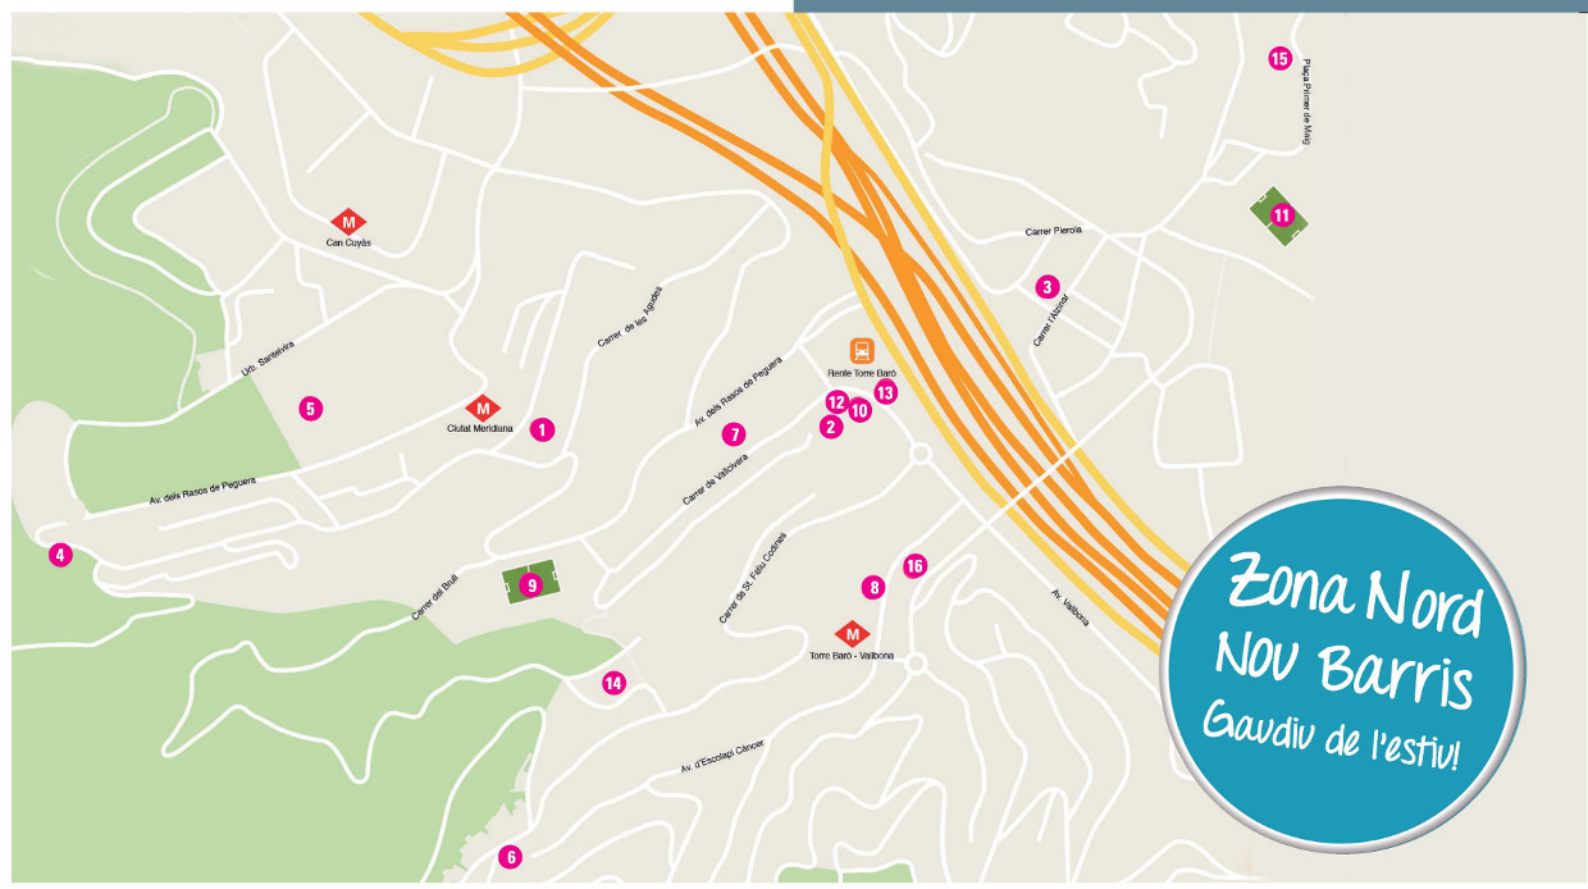 15
Plaça Primer de Maig
11
M
Can Cuyàs
Carrer Pierola
3
Carrer l'Alzinar
Carrer de les Agudes
Urb. Santelvira
Renfe Torre Baró
Av. dels Rasos de Peguera
5
M
Ciutat Meridiana
1
7
12
10
13
2
Carrer de Vallcivera
Av. dels Rasos de Peguera
4
Carrer del Brull
9
Carrer de St. Feliu Codines
8
16
M
Torre Baró - Vallbona
Av. Vallbona
14
Av. d'Escolapi Càncer
6
Zona Nord
Nou Barris
Gaudiu de l'estiu!